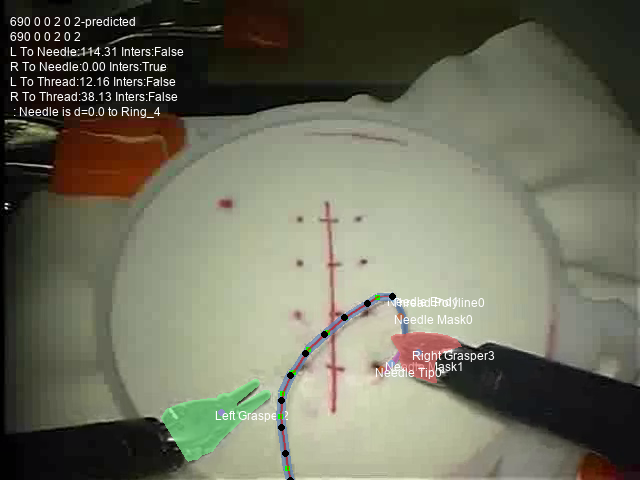 690 0 0 2 0 2-predicted
690 0 0 2 0 2
L To Needle:114.31 Inters:False
R To Needle:0.00 Inters:True
L To Thread:12.16 Inters:False
R To Thread:38.13 Inters:False
: Needle is d=0.0 to Ring_4
Needle Mask0
Right Grasper3
Needle Tip0
Left Grasper2